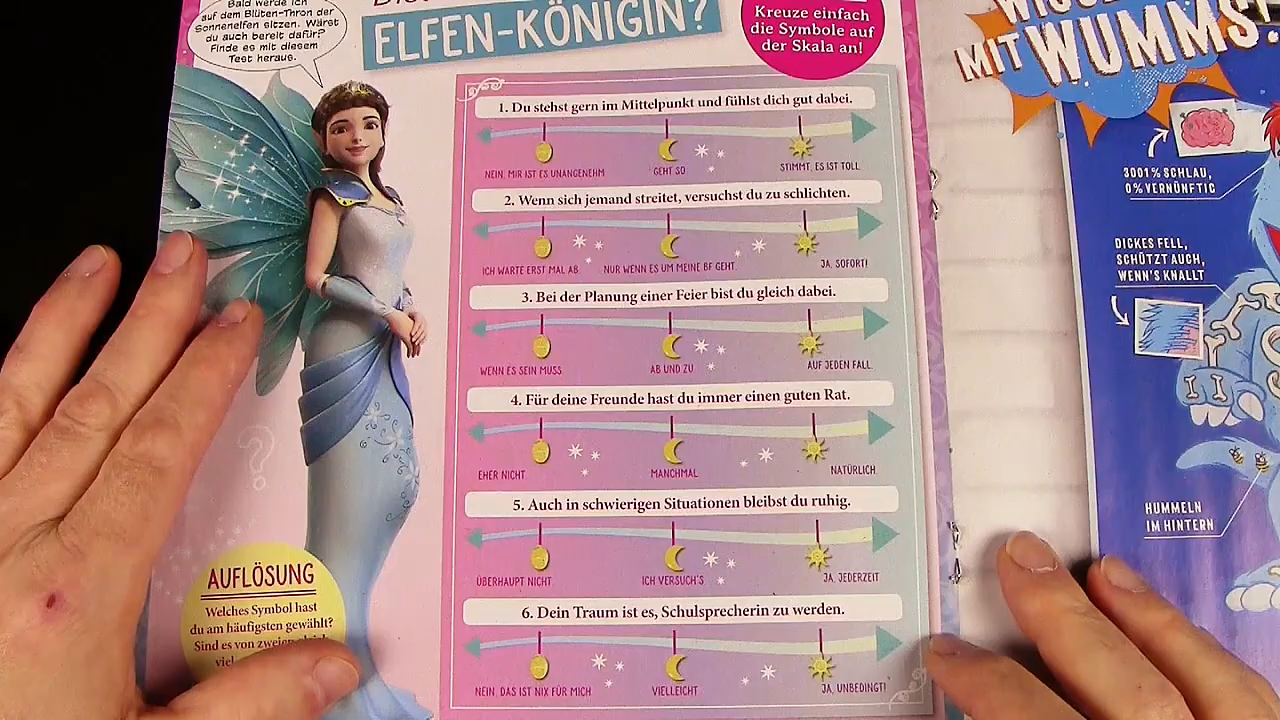 Bald werde ich
auf dem Blüten-Thron der
Sonnenelfen sitzen. Wärst
du auch bereit dafür?
Finde es mit diesem
Test heraus.
ELFEN-KÖNIGIN?
Kreuze einfach
die Symbole auf
der Skala an!
1. Du stehst gern im Mittelpunkt und fühlst dich gut dabei.
NEIN, MIR IST ES UNANGENEHM GEHT SO STIMMT, ES IST TOLL
2. Wenn sich jemand streitet, versuchst du zu schlichten.
ICH WARTE ERST MAL AB NUR WENN ES UM MEINE BF GEHT. JA, SOFORT!
3. Bei der Planung einer Feier bist du gleich dabei.
WENN ES SEIN MUSS AB UND ZU AUF JEDEN FALL.
4. Für deine Freunde hast du immer einen guten Rat.
EHER NICHT MANCHMAL NATÜRLICH.
5. Auch in schwierigen Situationen bleibst du ruhig.
ÜBERHAUPT NICHT ICH VERSUCH'S JA, JEDERZEIT
6. Dein Traum ist es, Schulsprecherin zu werden.
NEIN, DAS IST NIX FÜR MICH VIELLEICHT JA, UNBEDINGT!
AUFLÖSUNG
Welches Symbol hast
du am häufigsten gewählt?
Sind es von zweien gleich
viel
MIT WUMMS!
3001% SCHLAU,
0% VERNÜNFTIG
DICKES FELL,
SCHÜTZT AUCH,
WENN'S KNALLT
HUMMELN
IM HINTERN